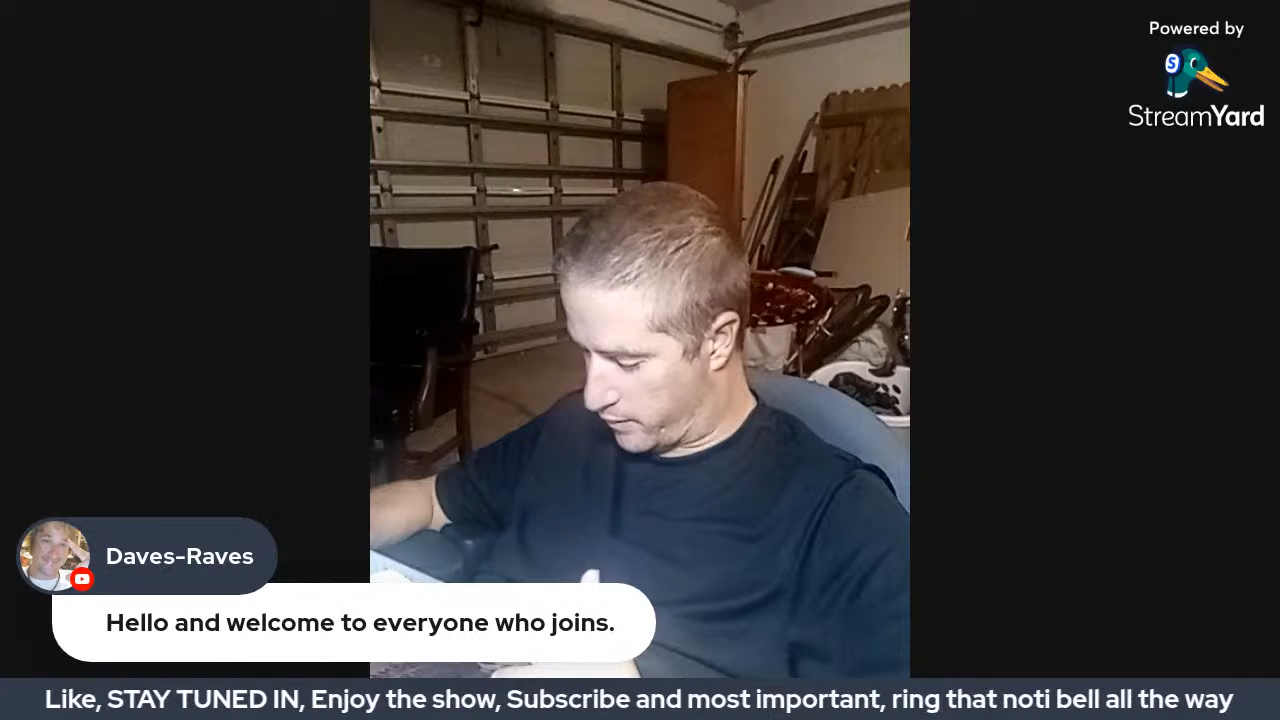 Powered by
S
StreamYard
Daves-Raves
Hello and welcome to everyone who joins.
Like, STAY TUNED IN, Enjoy the show, Subscribe and most important, ring that noti bell all the way